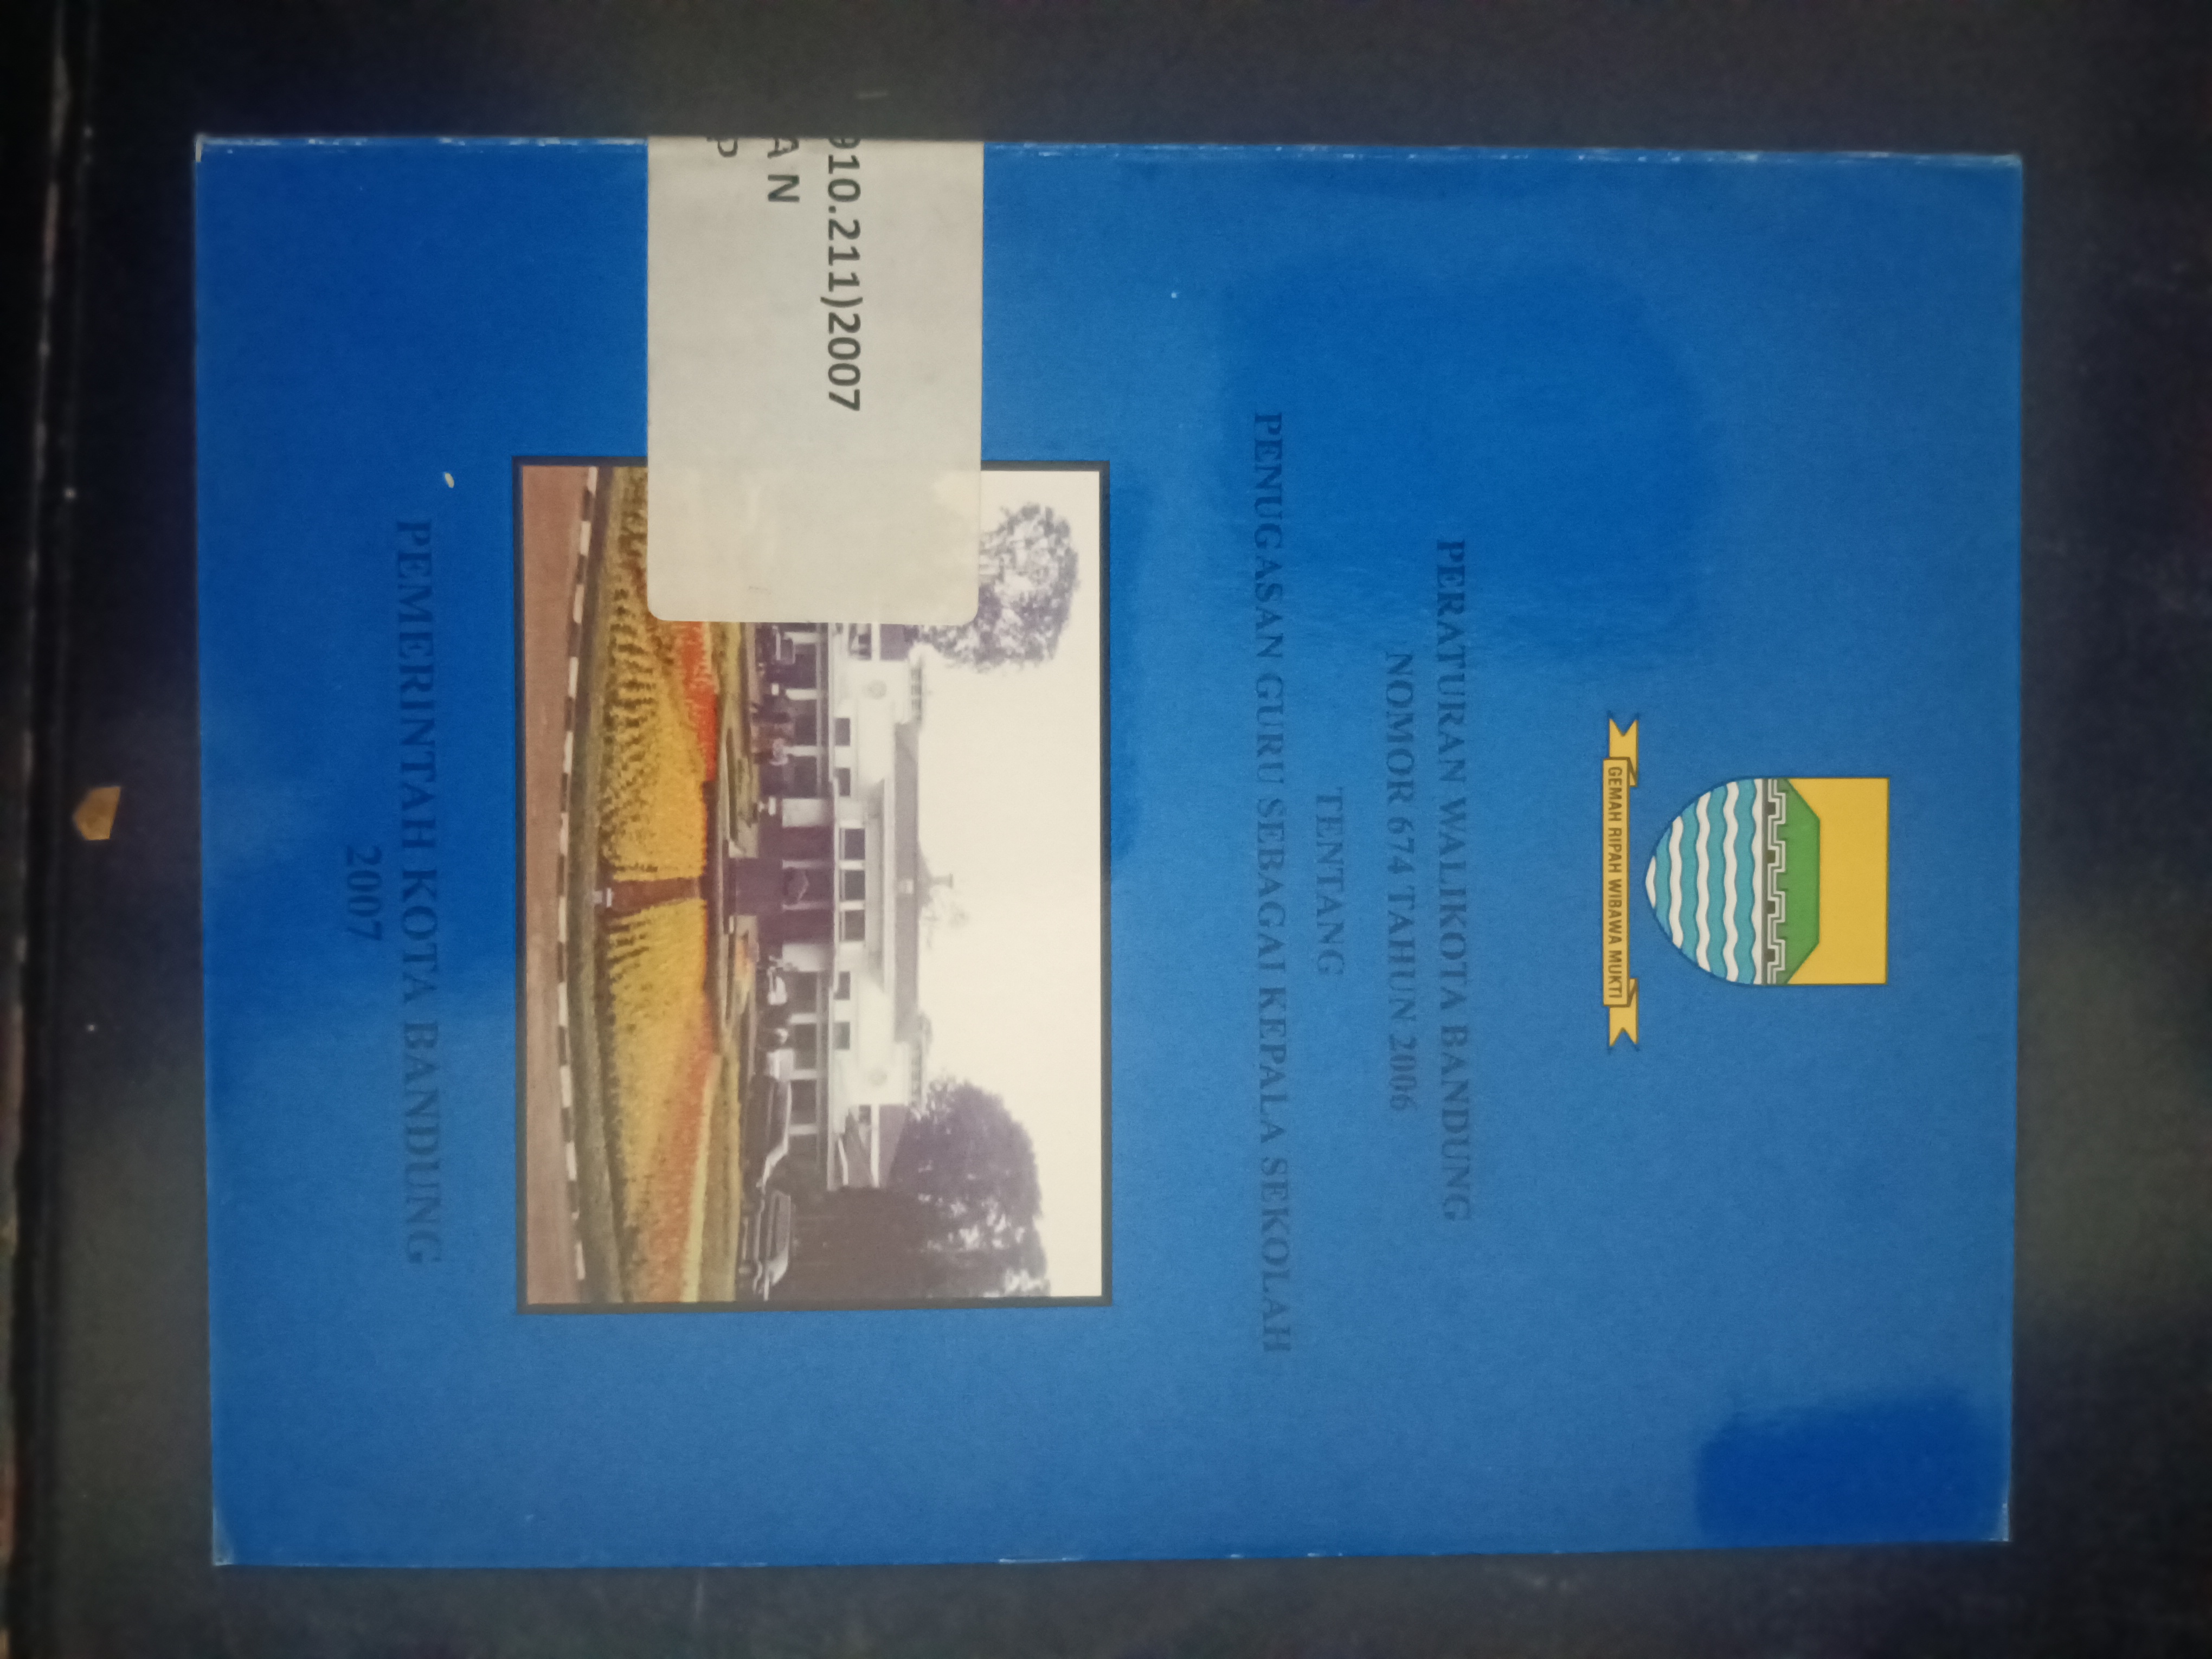 GEMAH RIPAH WIBAWA MUKTI
PERATURAN WALIKOTA BANDUNG
NOMOR 674 TAHUN 2006
TENTANG
PENUGASAN GURU SEBAGAI KEPALA SEKOLAH
910.211)2007
A N
P
PEMERINTAH KOTA BANDUNG
2007